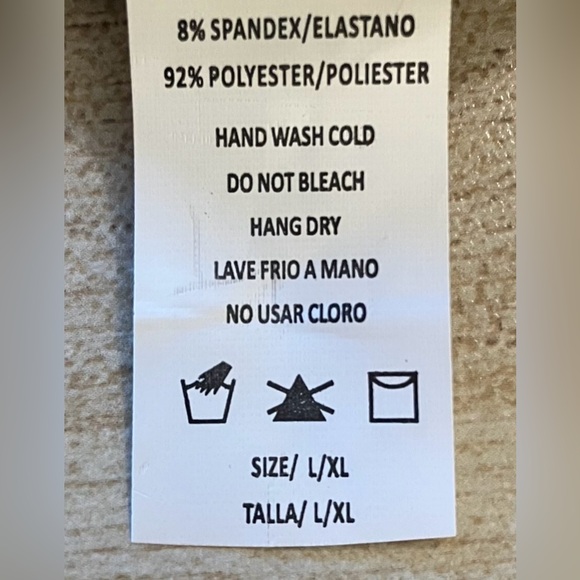 8% SPANDEX/ELASTANO
92% POLYESTER/POLIESTER
HAND WASH COLD
DO NOT BLEACH
HANG DRY
LAVE FRIO A MANO
NO USAR CLORO
SIZE/ L/XL
TALLA/ L/XL